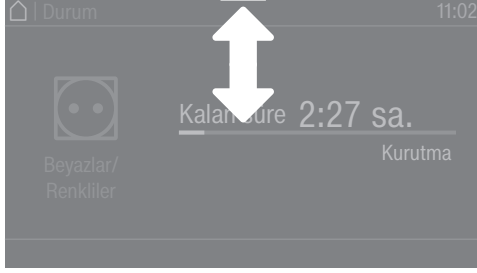 | Durum 11:02
Kalan süre 2:27 sa.
Kurutma
Beyazlar/
Renkliler